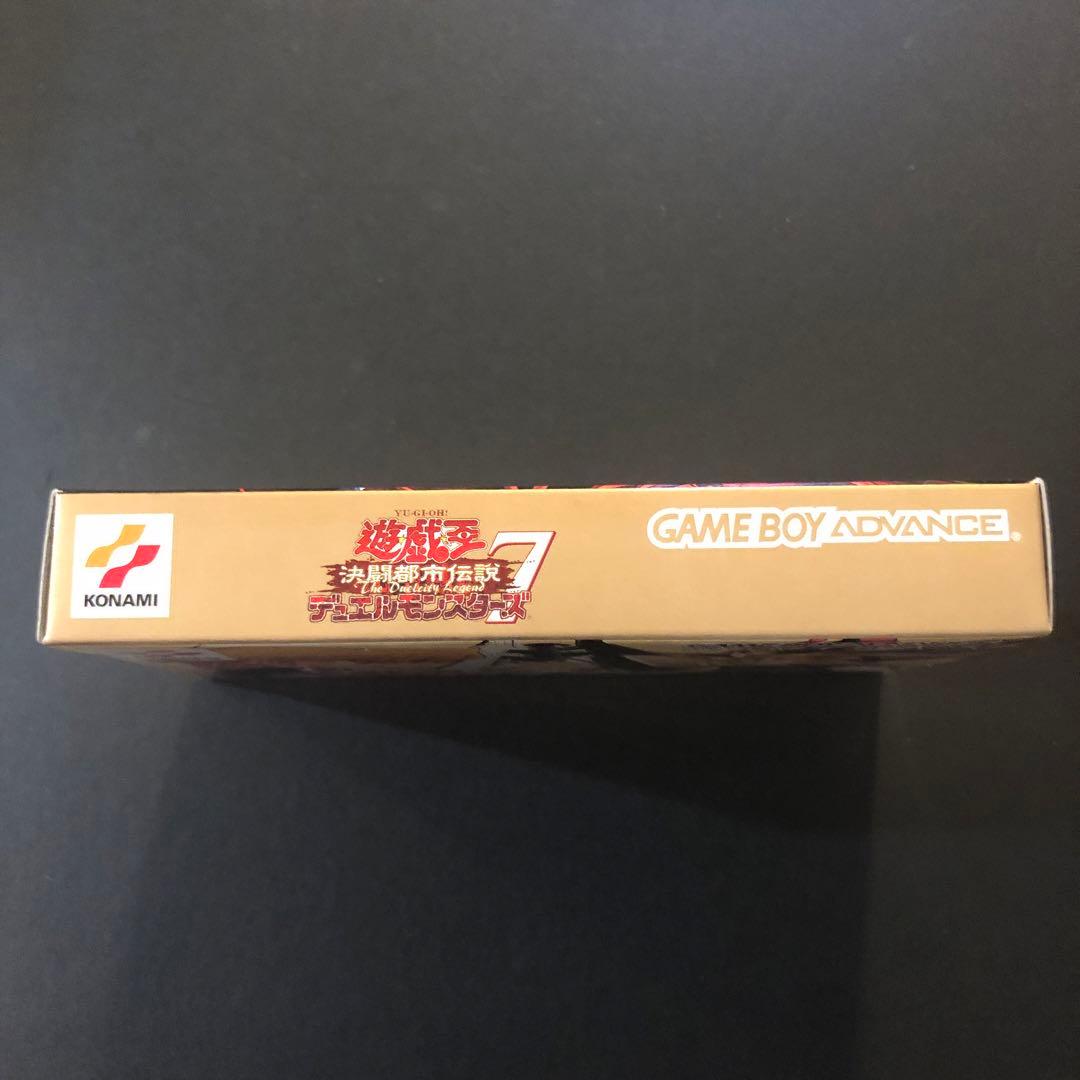 KONAMI
YU-GI-OH!
遊戯王
決闘都市伝説
The Duelcity Legend
デュエルモンスターズ 7
GAME BOY ADVANCE